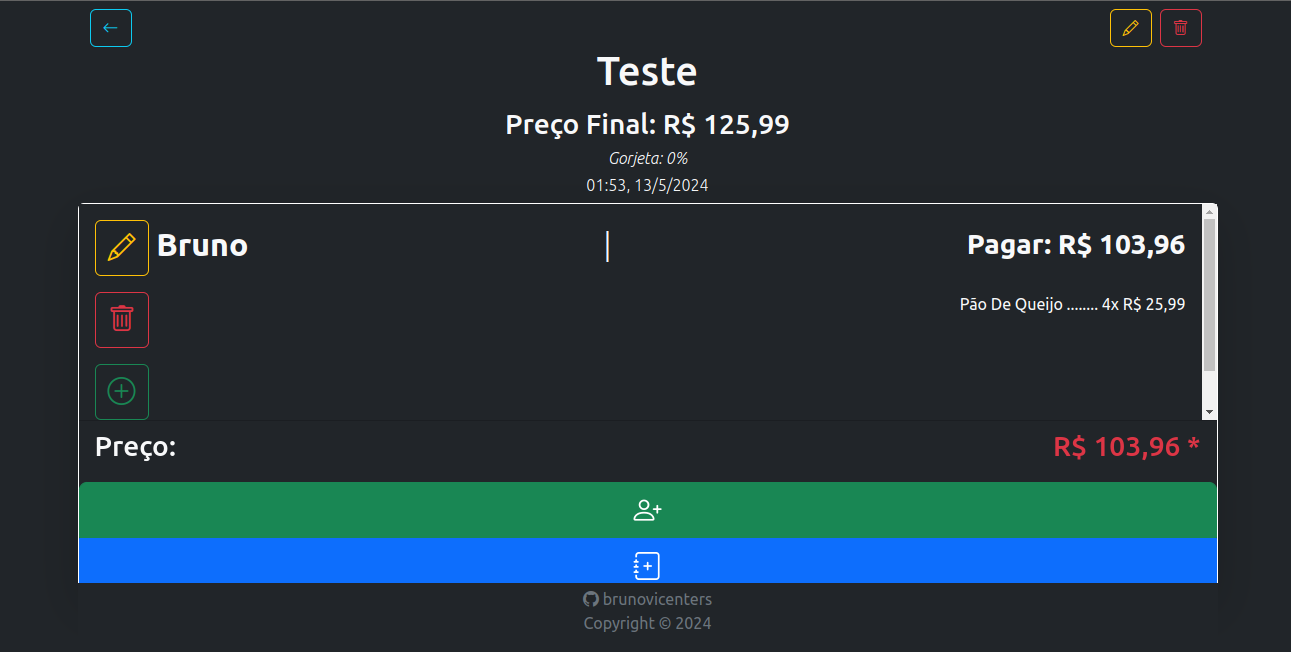 Teste
Preço Final: R$ 125,99
Gorjeta: 0%
01:53, 13/5/2024
Bruno | Pagar: R$ 103,96
Pão De Queijo ........ 4x R$ 25,99
Preço: R$ 103,96 *
brunovicenters
Copyright © 2024